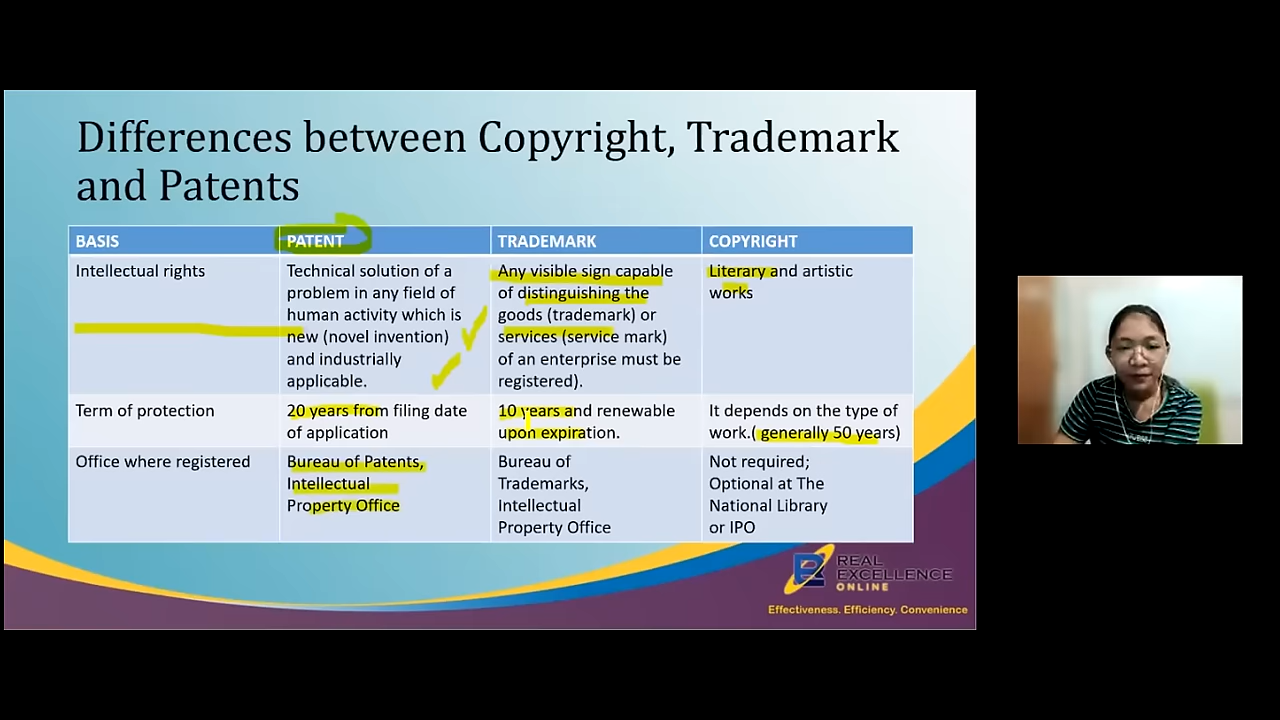 Differences between Copyright, Trademark
and Patents
BASIS
PATENT
TRADEMARK
COPYRIGHT
Intellectual rights
Technical solution of a
problem in any field of
human activity which is
new (novel invention)
and industrially
applicable.
Any visible sign capable
of distinguishing the
goods (trademark) or
services (service mark)
of an enterprise must be
registered).
Literary and artistic
works
Term of protection
20 years from filing date
of application
10 years and renewable
upon expiration.
It depends on the type of
work.( generally 50 years)
Office where registered
Bureau of Patents,
Intellectual
Property Office
Bureau of
Trademarks,
Intellectual
Property Office
Not required;
Optional at The
National Library
or IPO
REAL
EXCELLENCE
ONLINE
Effectiveness. Efficiency. Convenience